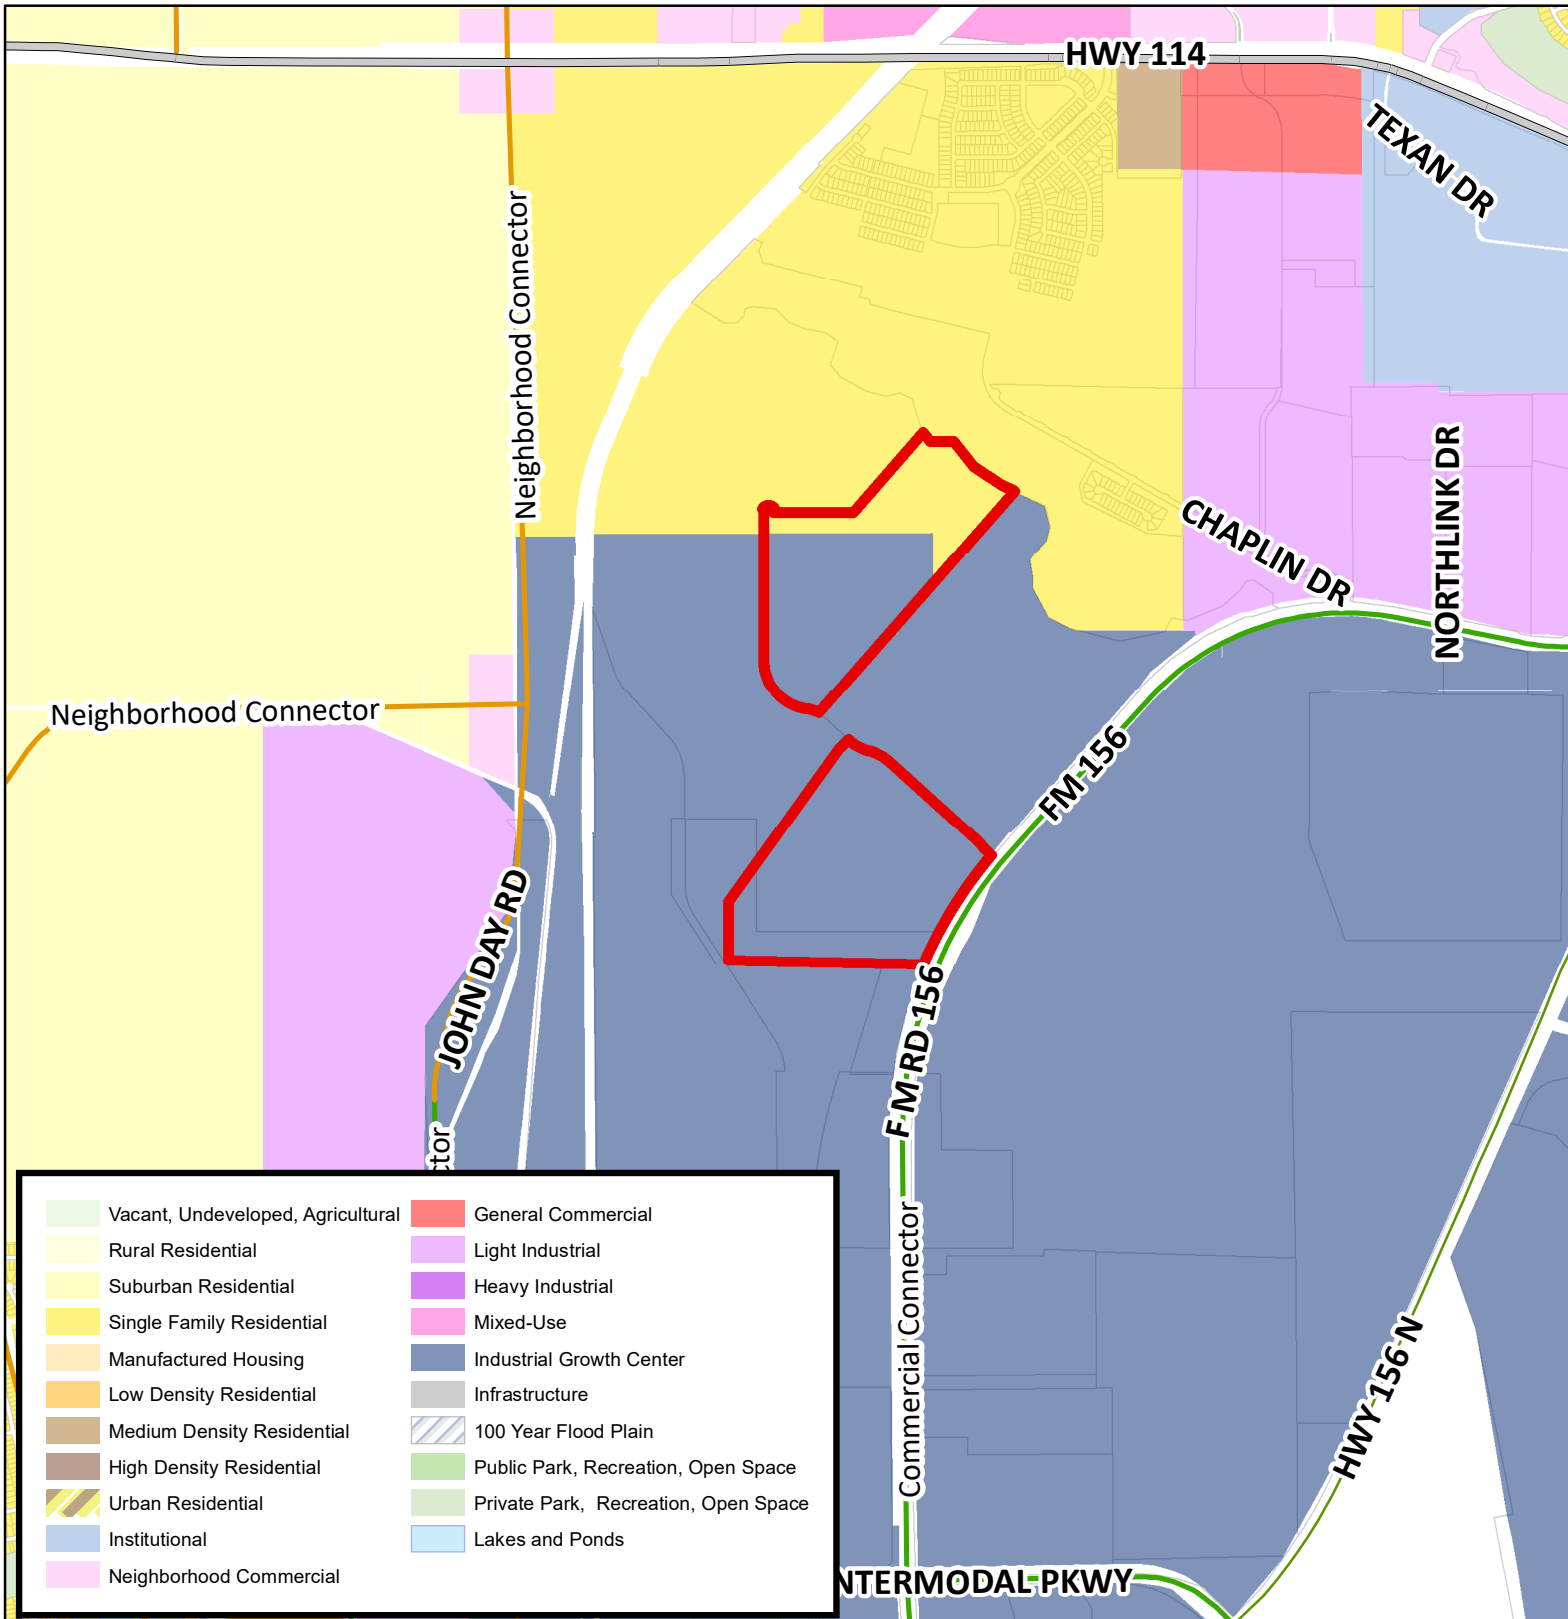 HWY 114
TEXAN DR
Neighborhood Connector
NORTHLINK DR
CHAPLIN DR
Neighborhood Connector
FM 156
JOHN DAY RD
F M RD 156
ctor
Commercial Connector
HWY 156 N
NTERMODAL PKWY
Vacant, Undeveloped, Agricultural
Rural Residential
Suburban Residential
Single Family Residential
Manufactured Housing
Low Density Residential
Medium Density Residential
High Density Residential
Urban Residential
Institutional
Neighborhood Commercial
General Commercial
Light Industrial
Heavy Industrial
Mixed-Use
Industrial Growth Center
Infrastructure
100 Year Flood Plain
Public Park, Recreation, Open Space
Private Park, Recreation, Open Space
Lakes and Ponds